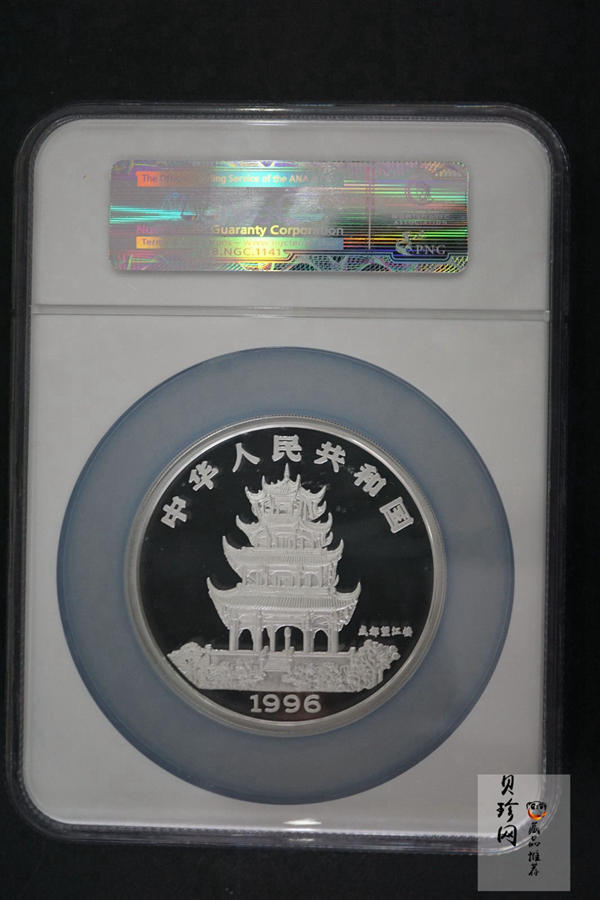 The Official Grading Service of the ANA
Guaranty Corporation
ASSOCIATION
PNG
.NGC.1141
中华人民共和国
成都望江楼
1996
贝珍网
藏品推荐